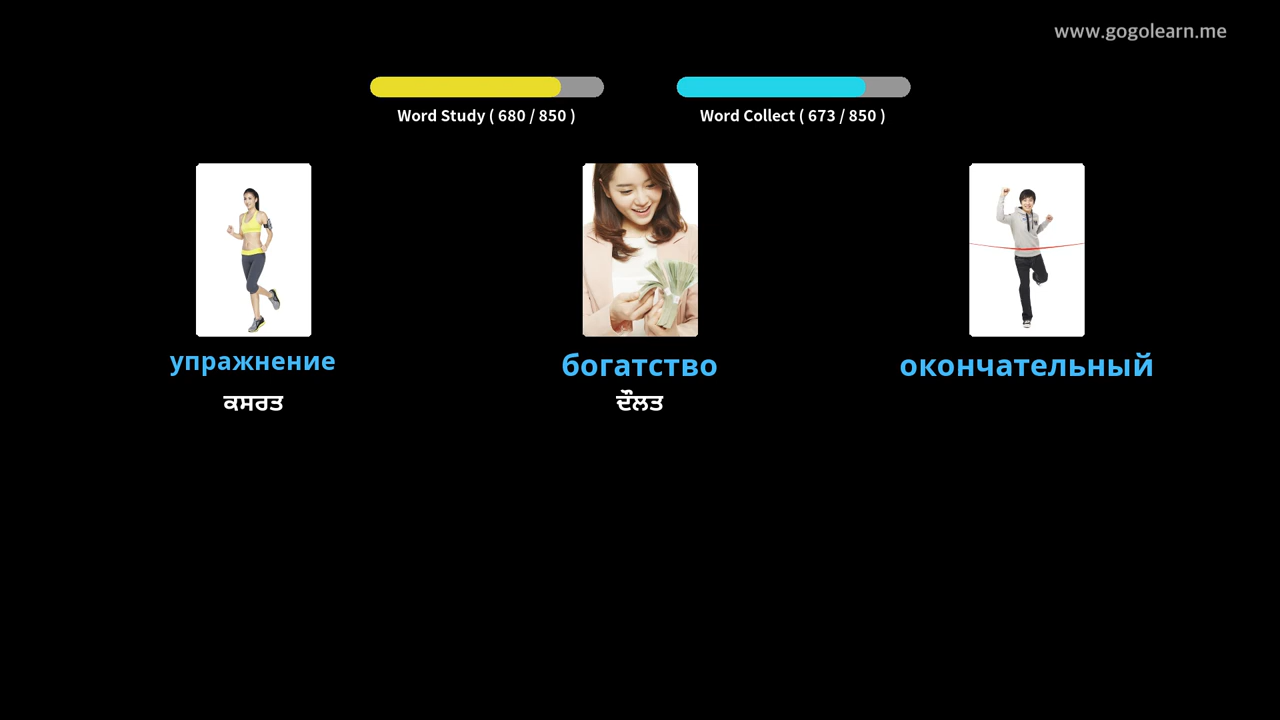 www.gogolearn.me
Word Study ( 680 / 850 )
Word Collect ( 673 / 850 )
упражнение
ਕਸਰਤ
богатство
ਦੌਲਤ
окончательный